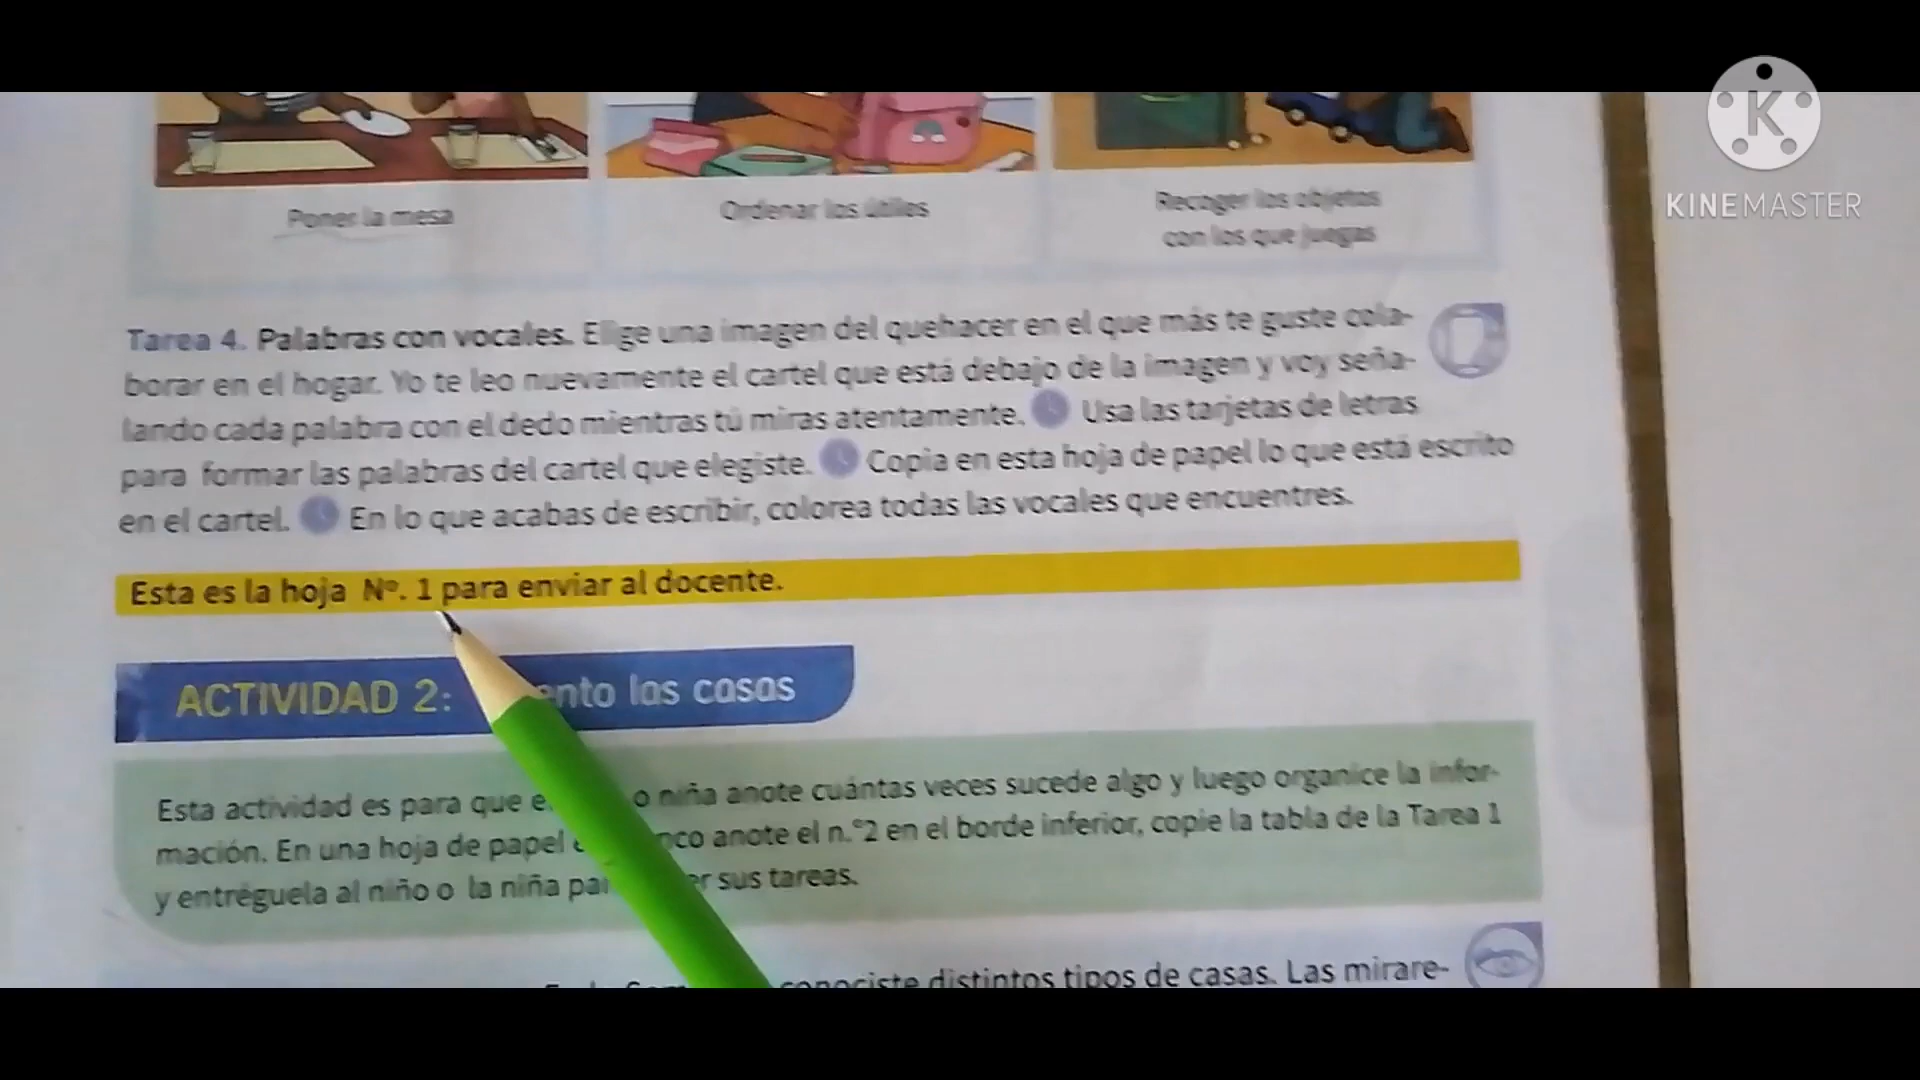 KINEMASTER
Poner la mesa
Ordenar los útiles
Recoger los objetos
con los que juegas
Tarea 4. Palabras con vocales. Elige una imagen del quehacer en el que más te guste cola-
borar en el hogar. Yo te leo nuevamente el cartel que está debajo de la imagen y voy seña-
lando cada palabra con el dedo mientras tú miras atentamente. Usa las tarjetas de letras
para formar las palabras del cartel que elegiste. Copia en esta hoja de papel lo que está escrito
en el cartel. En lo que acabas de escribir, colorea todas las vocales que encuentres.
Esta es la hoja Nº. 1 para enviar al docente.
ACTIVIDAD 2: las casas
Esta actividad es para que o niña anote cuántas veces sucede algo y luego organice la infor-
mación. En una hoja de papel anote el n.°2 en el borde inferior, copie la tabla de la Tarea 1
y entréguela al niño o la niña sus tareas.
conociste distintos tipos de casas. Las mirare-